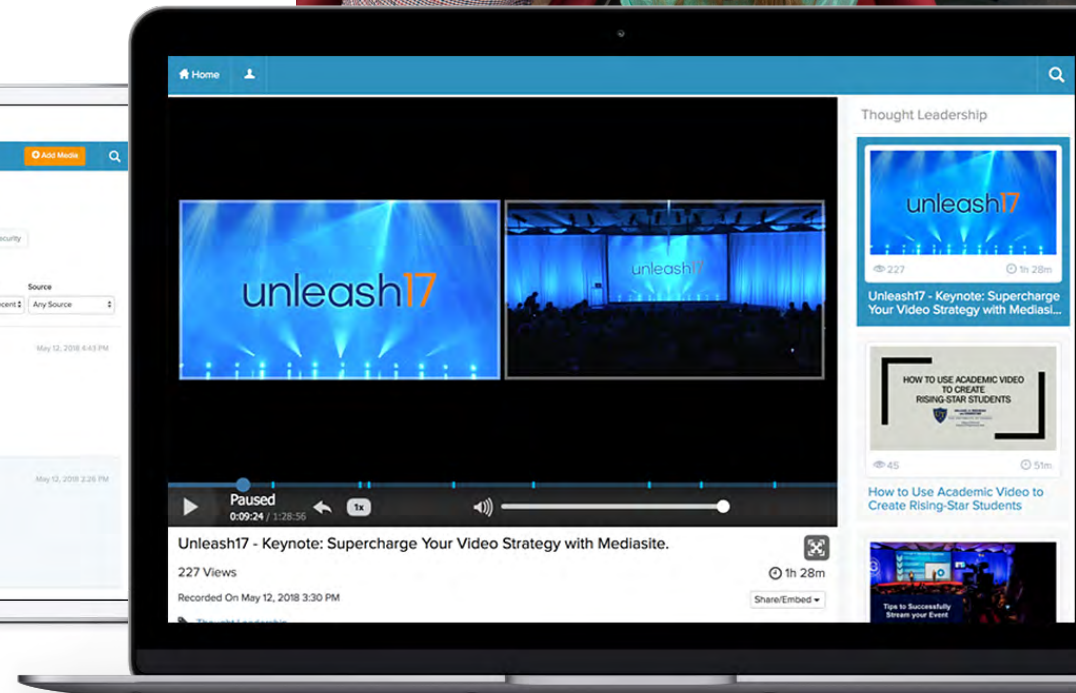 Add Media
ecurity
Source
ecent
Any Source
May 12, 2018 4:43 PM
May 12, 2018 2:26 PM
Home
unleash17
unleash17
Paused
0:09:24 / 1:28:56
1x
Unleash17 - Keynote: Supercharge Your Video Strategy with Mediasite.
227 Views
1h 28m
Recorded On May 12, 2018 3:30 PM
Share/Embed
Thought Leadership
Thought Leadership
unleash17
227
1h 28m
Unleash17 - Keynote: Supercharge
Your Video Strategy with Mediasi...
HOW TO USE ACADEMIC VIDEO
TO CREATE
RISING-STAR STUDENTS
45
51m
How to Use Academic Video to
Create Rising-Star Students
Tips to Successfully
Stream your Event